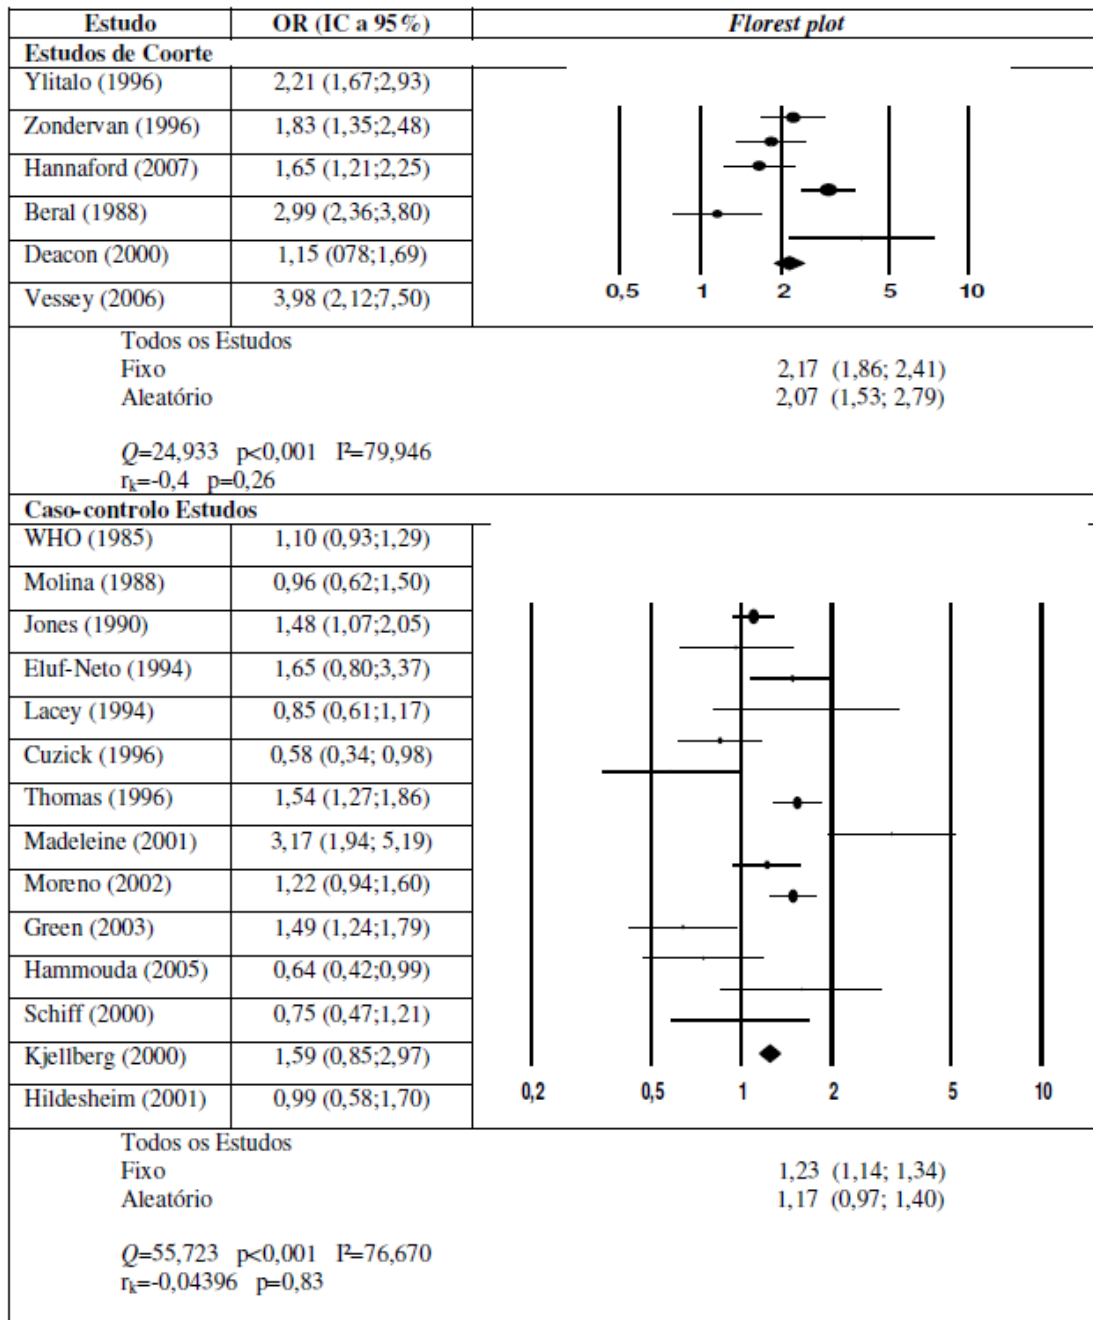 Estudo OR (IC a 95%) Florest plot
Estudos de Coorte
Ylitalo (1996) 2,21 (1,67;2,93)
Zondervan (1996) 1,83 (1,35;2,48)
Hannaford (2007) 1,65 (1,21;2,25)
Beral (1988) 2,99 (2,36;3,80)
Deacon (2000) 1,15 (078;1,69)
Vessey (2006) 3,98 (2,12;7,50)
0,5 1 2 5 10
Todos os Estudos
Fixo 2,17 (1,86; 2,41)
Aleatório 2,07 (1,53; 2,79)
Q=24,933 p<0,001 I²=79,946
rk=-0,4 p=0,26
Caso-controlo Estudos
WHO (1985) 1,10 (0,93;1,29)
Molina (1988) 0,96 (0,62;1,50)
Jones (1990) 1,48 (1,07;2,05)
Eluf-Neto (1994) 1,65 (0,80;3,37)
Lacey (1994) 0,85 (0,61;1,17)
Cuzick (1996) 0,58 (0,34; 0,98)
Thomas (1996) 1,54 (1,27;1,86)
Madeleine (2001) 3,17 (1,94; 5,19)
Moreno (2002) 1,22 (0,94;1,60)
Green (2003) 1,49 (1,24;1,79)
Hammouda (2005) 0,64 (0,42;0,99)
Schiff (2000) 0,75 (0,47;1,21)
Kjellberg (2000) 1,59 (0,85;2,97)
Hildesheim (2001) 0,99 (0,58;1,70)
0,2 0,5 1 2 5 10
Todos os Estudos
Fixo 1,23 (1,14; 1,34)
Aleatório 1,17 (0,97; 1,40)
Q=55,723 p<0,001 I²=76,670
rk=-0,04396 p=0,83